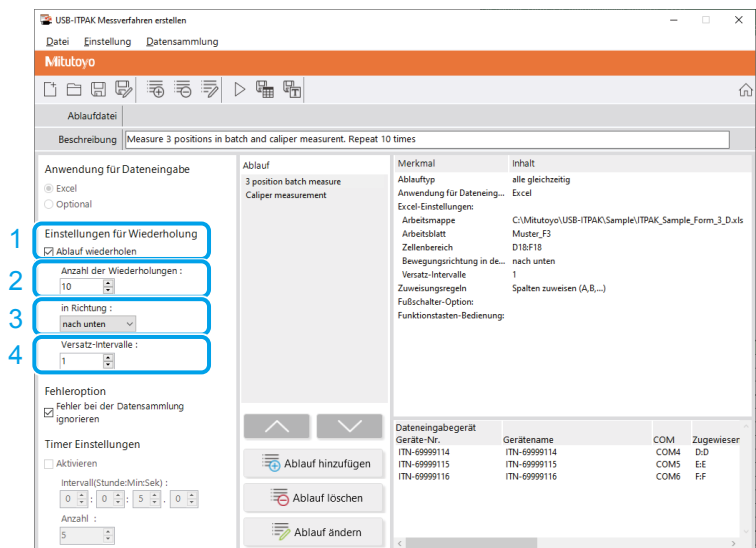 USB-ITPAK Messverfahren erstellen
Datei Einstellung Datensammlung
Mitutoyo
Ablaufdatei
Beschreibung Measure 3 positions in batch and caliper measurent. Repeat 10 times
Anwendung für Dateneingabe
Excel
Optional
1 Einstellungen für Wiederholung
Ablauf wiederholen
2 Anzahl der Wiederholungen :
10
3 in Richtung :
nach unten
4 Versatz-Intervalle :
1
Fehleroption
Fehler bei der Datensammlung
ignorieren
Timer Einstellungen
Aktivieren
Intervall(Stunde:Min:Sek) :
0 : 0 : 5 . 0
Anzahl :
5
Ablauf
3 position batch measure
Caliper measurement
Ablauf hinzufügen
Ablauf löschen
Ablauf ändern
Merkmal Inhalt
Ablauftyp alle gleichzeitig
Anwendung für Dateneing... Excel
Excel-Einstellungen:
Arbeitsmappe C:\Mitutoyo\USB-ITPAK\Sample\ITPAK_Sample_Form_3_D.xls
Arbeitsblatt Muster_F3
Zellenbereich D18:F18
Bewegungsrichtung in de... nach unten
Versatz-Intervalle 1
Zuweisungsregeln Spalten zuweisen (A,B,...)
Fußschalter-Option:
Funktionstasten-Bedienung:
Dateneingabegerät
Geräte-Nr. Gerätename COM Zugewiesen
ITN-69999114 ITN-69999114 COM4 D:D
ITN-69999115 ITN-69999115 COM5 E:E
ITN-69999116 ITN-69999116 COM6 F:F